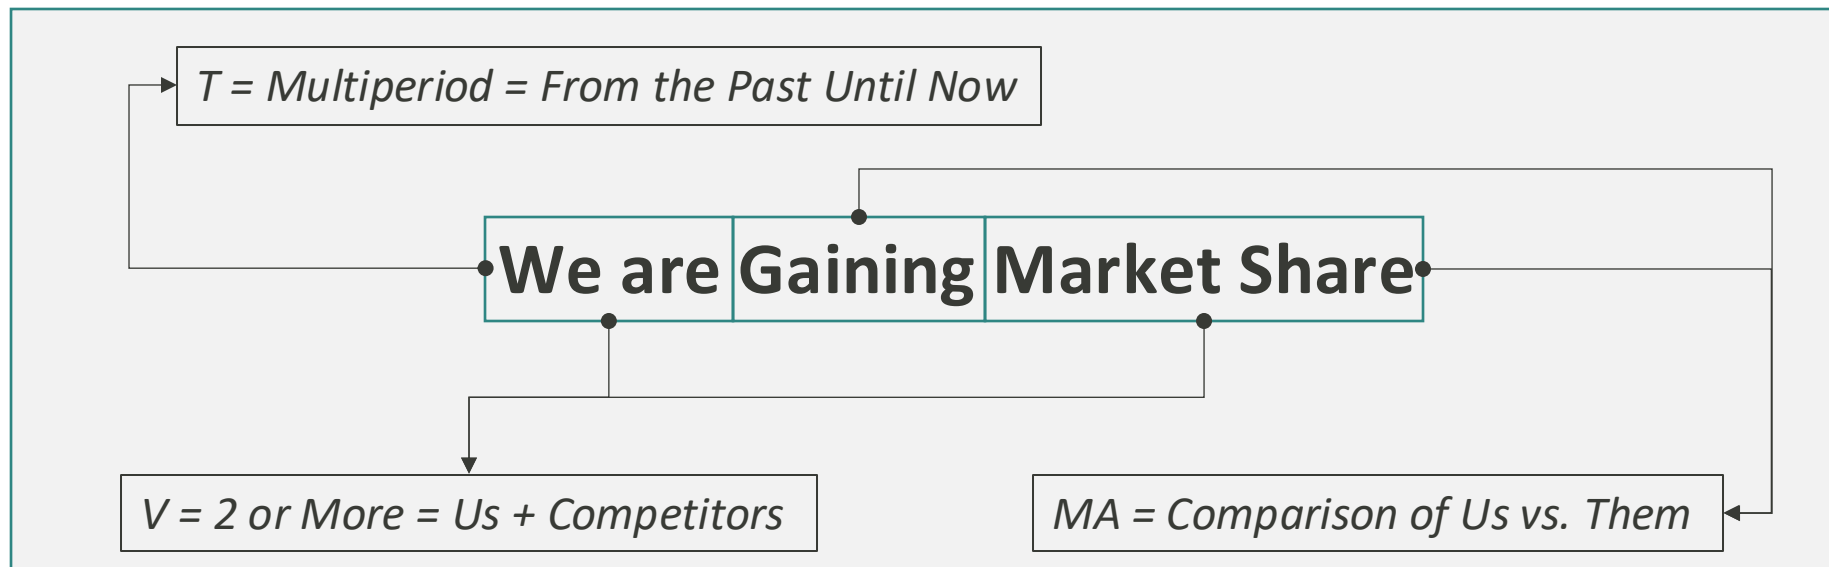 T = Multiperiod = From the Past Until Now
We are Gaining Market Share
V = 2 or More = Us + Competitors
MA = Comparison of Us vs. Them